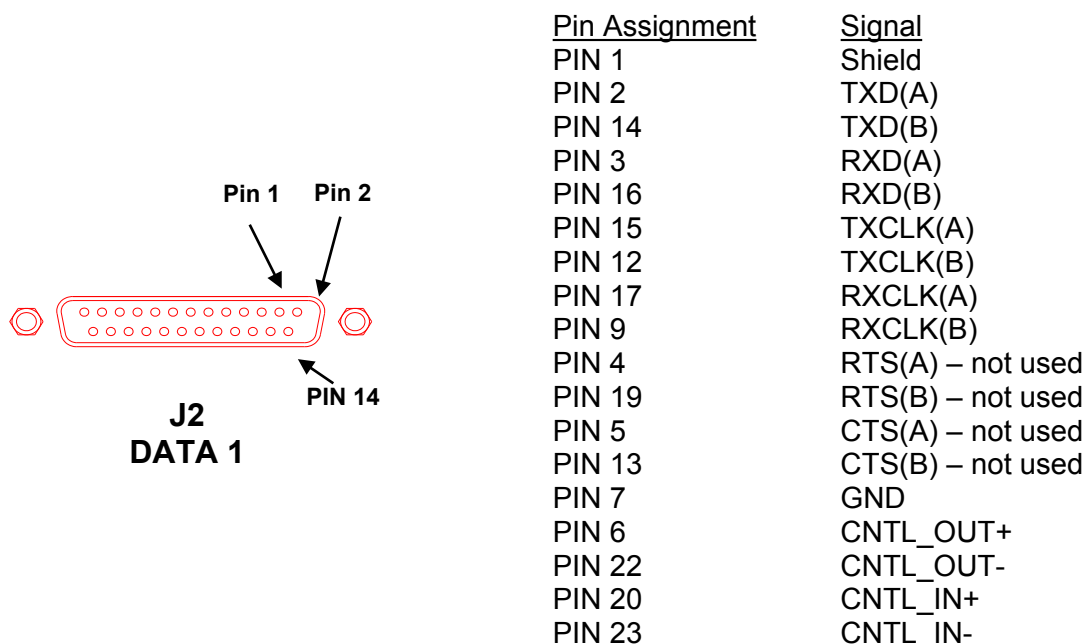 Pin Assignment Signal
PIN 1 Shield
PIN 2 TXD(A)
PIN 14 TXD(B)
PIN 3 RXD(A)
PIN 16 RXD(B)
PIN 15 TXCLK(A)
PIN 12 TXCLK(B)
PIN 17 RXCLK(A)
PIN 9 RXCLK(B)
PIN 4 RTS(A) – not used
PIN 19 RTS(B) – not used
PIN 5 CTS(A) – not used
PIN 13 CTS(B) – not used
PIN 7 GND
PIN 6 CNTL_OUT+
PIN 22 CNTL_OUT-
PIN 20 CNTL_IN+
PIN 23 CNTL_IN-
Pin 1 Pin 2
PIN 14
J2
DATA 1